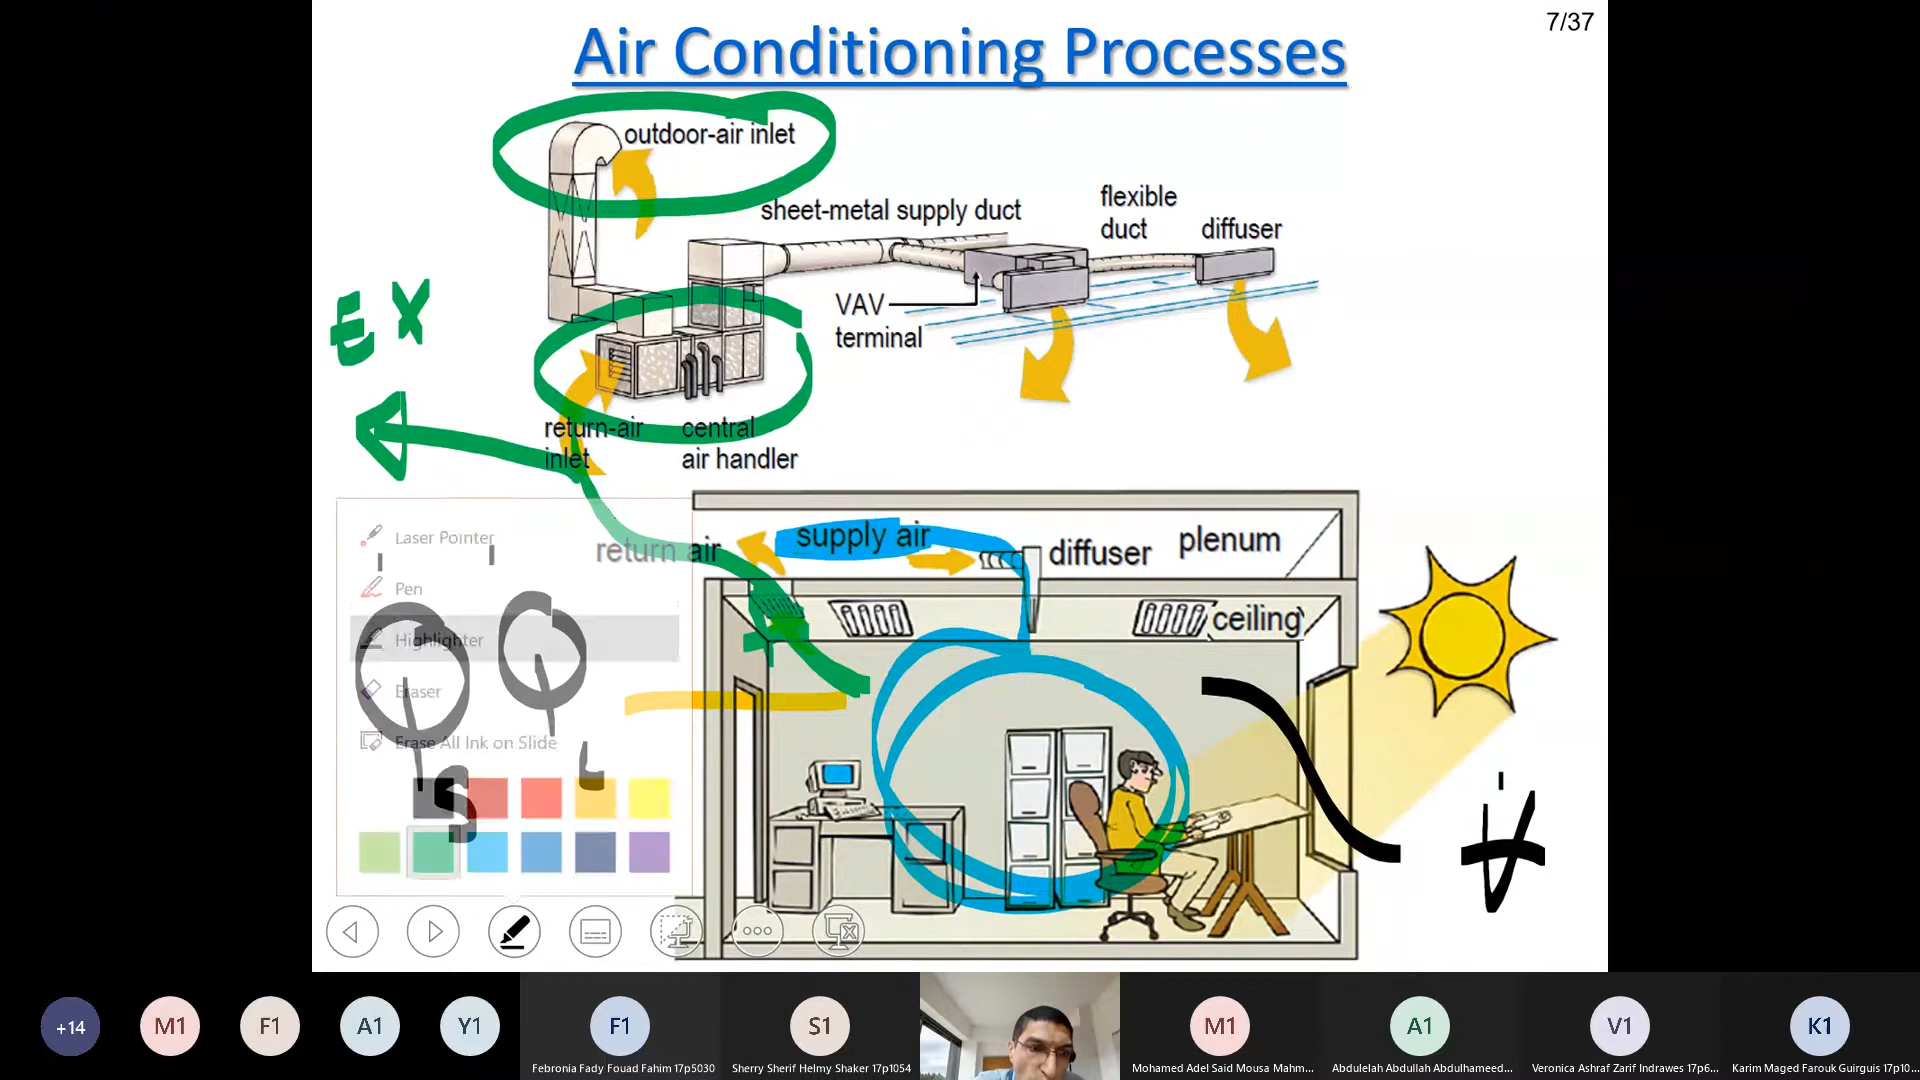 Air Conditioning Processes
7/37
outdoor-air inlet
sheet-metal supply duct
flexible
duct
diffuser
VAV
terminal
EX
return-air
inlet
central
air handler
Laser Pointer
Pen
Highlighter
Eraser
Erase All Ink on Slide
return air
supply air
diffuser
plenum
ceiling
S
L
+14
M1
F1
A1
Y1
F1
Febronia Fady Fouad Fahim 17p5030
S1
Sherry Sherif Helmy Shaker 17p1054
M1
Mohamed Adel Said Mousa Mahm...
A1
Abdulelah Abdullah Abdulhameed...
V1
Veronica Ashraf Zarif Indrawes 17p6...
K1
Karim Maged Farouk Guirguis 17p10...